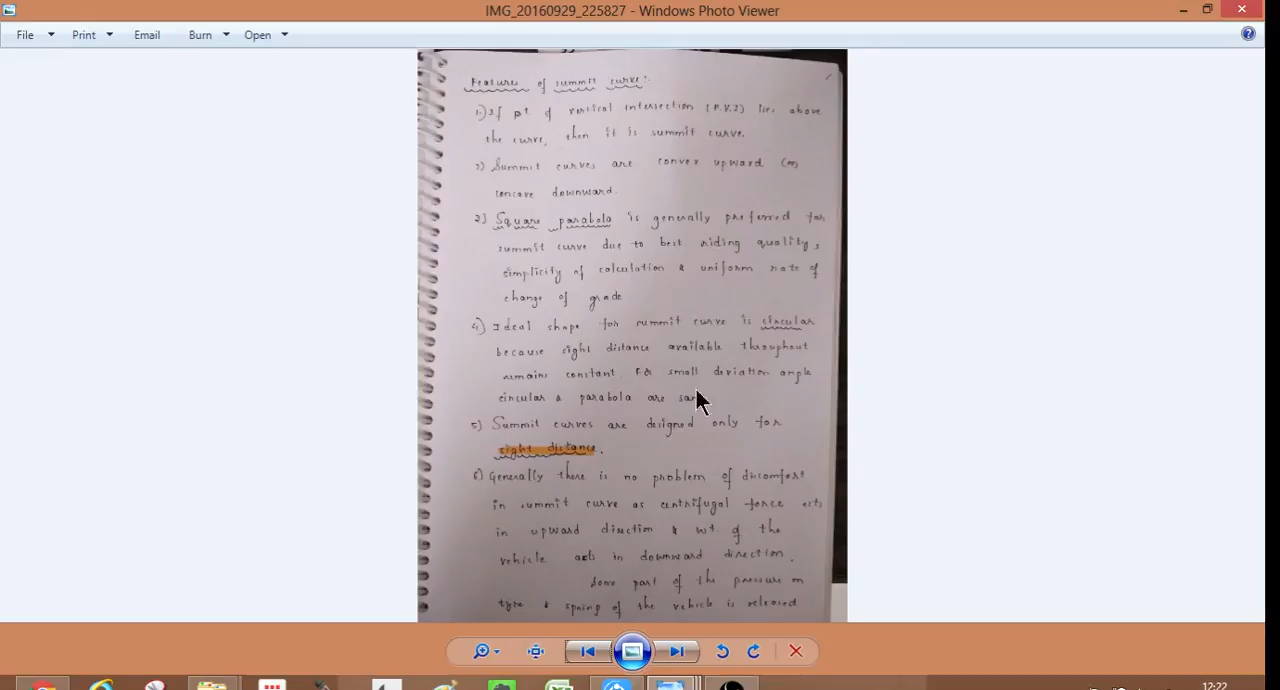 IMG_20160929_225827 - Windows Photo Viewer
File Print Email Burn Open
Features of summit curve:-
1) If pt of vertical intersection (P.V.I) lies above
the curve, then it is summit curve.
2) Summit curves are convex upward (or)
concave downward.
3) Square parabola is generally preferred for
summit curve due to best riding quality,
simplicity of calculation & uniform rate of
change of grade
4) Ideal shape for summit curve is circular
because sight distance available throughout
remains constant. For small deviation angle
circular & parabola are
5) Summit curves are designed only for
sight distance.
6) Generally there is no problem of discomfort
in summit curve as centrifugal force acts
in upward direction & wt. of the
vehicle acts in downward direction.
Some part of the pressure on
tyre & spring of the vehicle is released
12:22